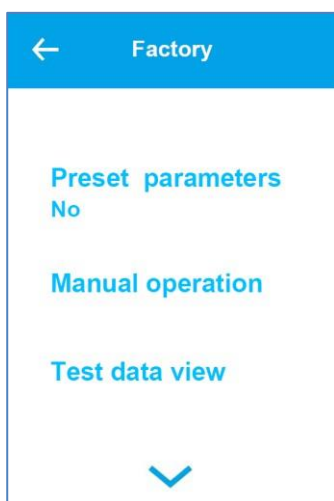 Factory
Preset parameters
No
Manual operation
Test data view